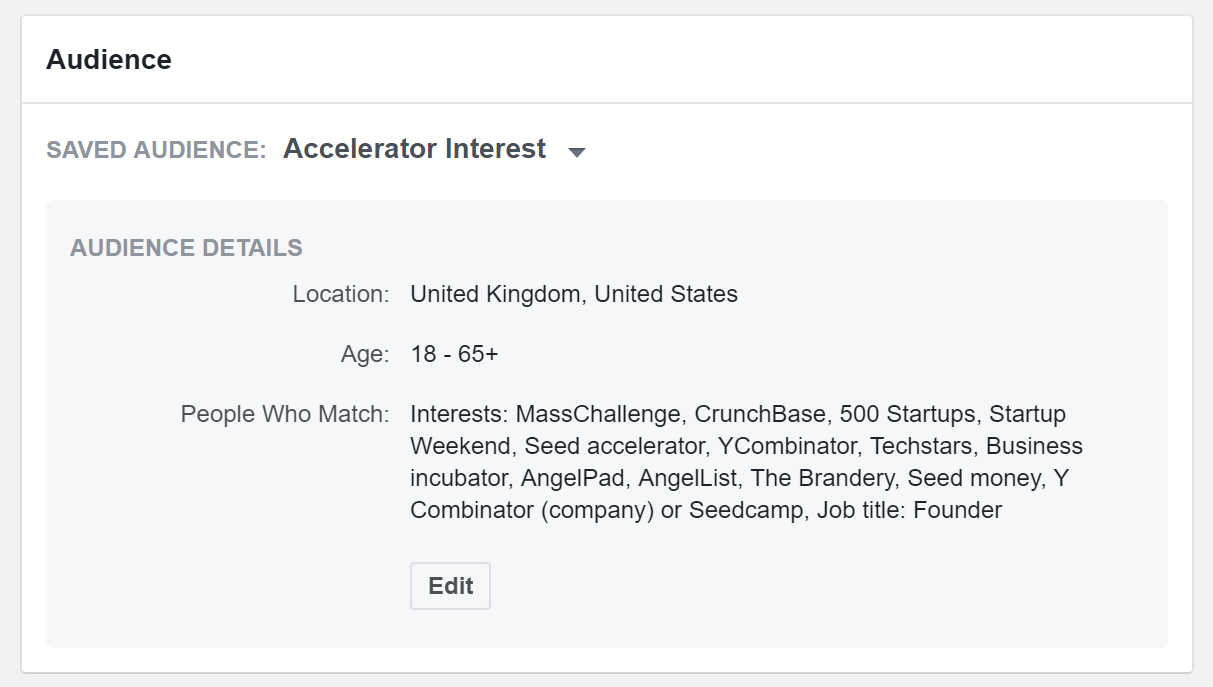 Audience
SAVED AUDIENCE: Accelerator Interest
AUDIENCE DETAILS
Location: United Kingdom, United States
Age: 18 - 65+
People Who Match: Interests: MassChallenge, CrunchBase, 500 Startups, Startup
Weekend, Seed accelerator, YCombinator, Techstars, Business
incubator, AngelPad, AngelList, The Brandery, Seed money, Y
Combinator (company) or Seedcamp, Job title: Founder
Edit